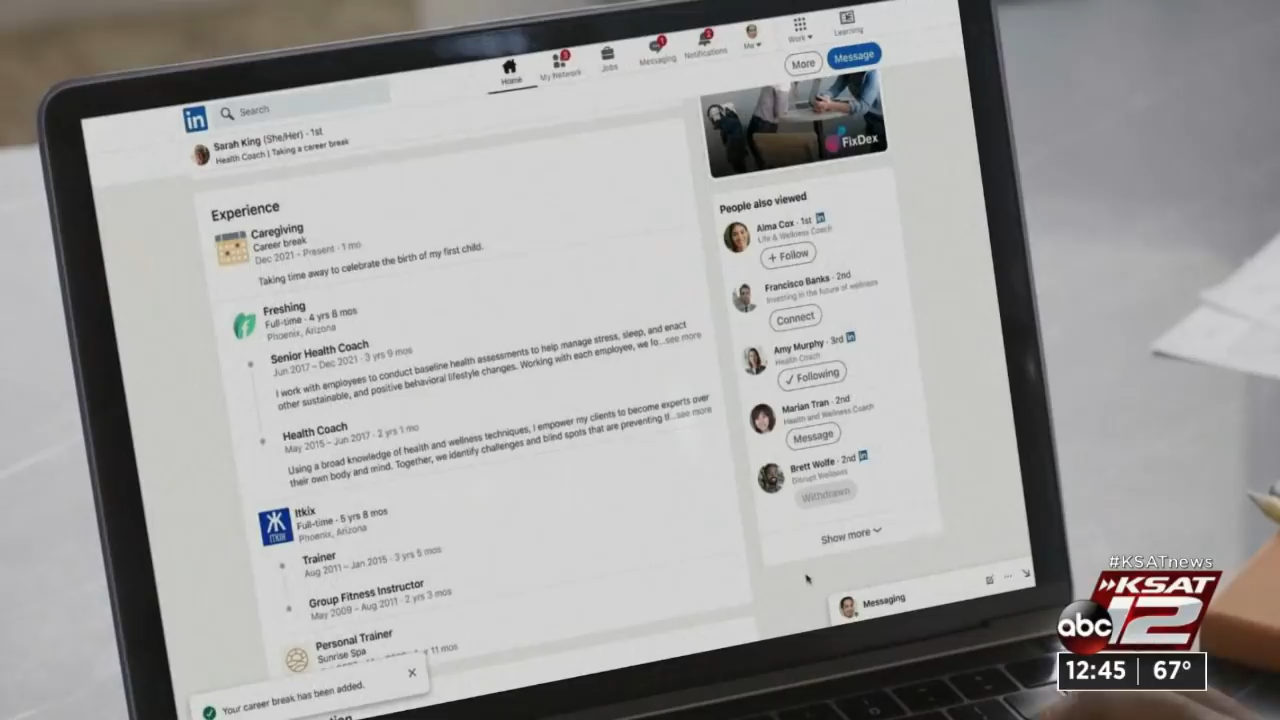 Home
My Network
Jobs
Messaging
Notifications
Me
Work
Learning
in
Search
More
Message
Sarah King (She/Her) · 1st
Health Coach | Taking a career break
FixDex
Experience
Caregiving
Career break
Dec 2021 - Present · 1 mo
Taking time away to celebrate the birth of my first child.
Freshing
Full-time · 4 yrs 8 mos
Phoenix, Arizona
Senior Health Coach
Jun 2017 – Dec 2021 · 3 yrs 9 mos
I work with employees to conduct baseline health assessments to help manage stress, sleep, and enact
other sustainable, and positive behavioral lifestyle changes. Working with each employee, we fo...see more
Health Coach
May 2015 – Jun 2017 · 2 yrs 1 mo
Using a broad knowledge of health and wellness techniques, I empower my clients to become experts over
their own body and mind. Together, we identify challenges and blind spots that are preventing t...see more
Itkix
Full-time · 5 yrs 8 mos
Phoenix, Arizona
Trainer
Aug 2011 – Jan 2015 · 3 yrs 5 mos
Group Fitness Instructor
May 2009 – Aug 2011 · 2 yrs 3 mos
Personal Trainer
Sunrise Spa
11 mos
Your career break has been added.
People also viewed
Alma Cox · 1st in
Life & Wellness Coach
+ Follow
Francisco Banks · 2nd
Investing in the future of wellness
Connect
Amy Murphy · 3rd in
Health Coach
✓ Following
Marian Tran · 2nd
Health and Wellness Coach
Message
Brett Wolfe · 2nd in
Disrupt Wellness
Withdrawn
Show more
Messaging
#KSATnews
KSAT
abc 12
12:45 67°